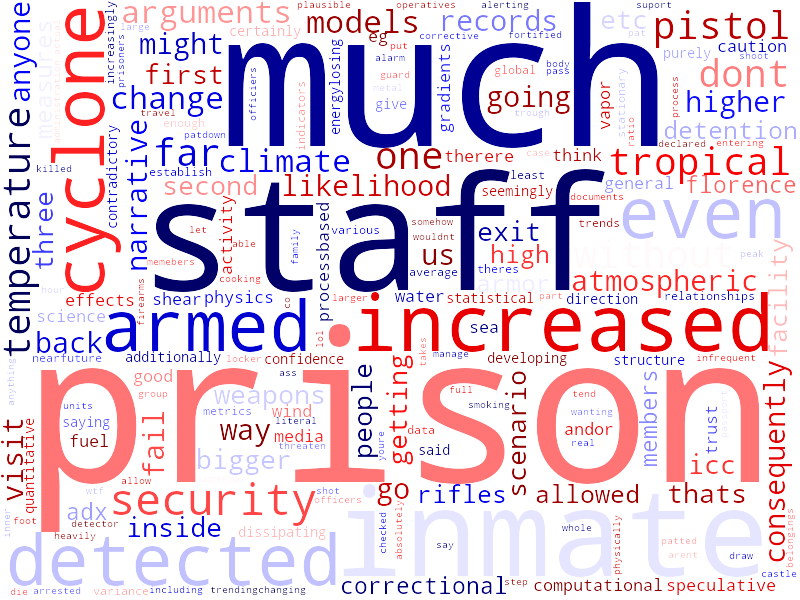 plausible operatives alerting suport
prisoners large certainly corrective fortified pat
arguments models records etc pistol
anyone increasingly might eg put caution shoot
cyclone measures first much alarm purely dont
officiers energylosing guard body gradients global pass vapor stationary process ratio
change indicators give going metal higher
travel enough trough declared entering
temperature contradictory narrative patdown far climate one therere case think detention tropical
killed establish least
three second likelihood seemingly general florence
staff documents even
let various somehow trends
activity able family processbased us wouldnt exit
memebers theres high without peak
hour cooking average armor atmospheric
effects firearms co larger water statistical part direction relationships
science shear physics sea facility
back armed lol increased
nearfuture additionally locker confidence takes manage developing structure infrequent
anything good group ass full tend wanting
units weapons smoking andor
saying metrics wind literal people getting scenario real members trust
quantitative fuel fail way media threaten youre data said
visit bigger prison icc consequently
allow go
wtf shot rifles allowed thats
inner foot adx security officers
detector inside dissipating checked absolutely say whole physically patted draw belongings
heavily arent
detected inmate castle
die arrested variance including trendingchanging correctional step computational speculative